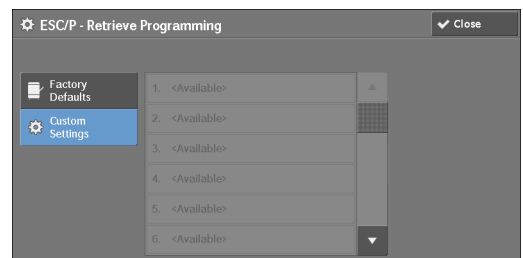 ESC/P - Retrieve Programming
Close
Factory
Defaults
Custom
Settings
1. <Available>
2. <Available>
3. <Available>
4. <Available>
5. <Available>
6. <Available>